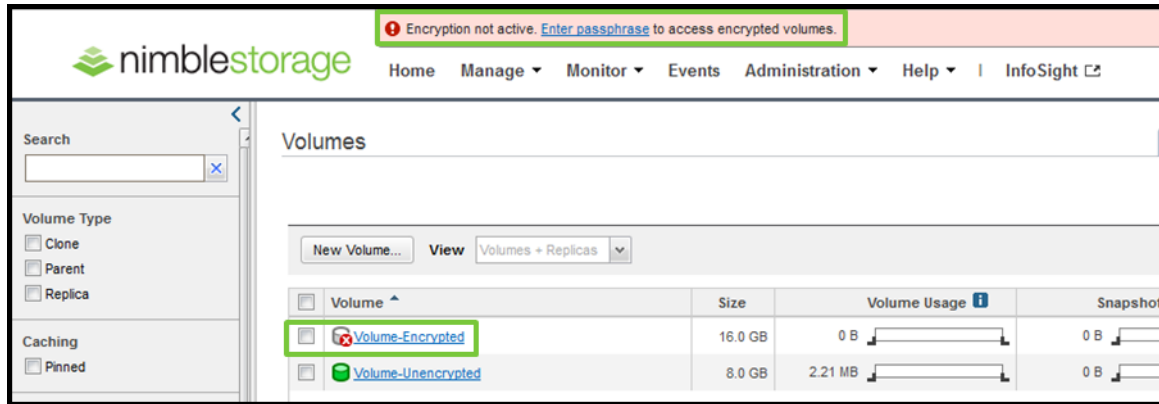 Encryption not active. Enter passphrase to access encrypted volumes.
nimblestorage
Home Manage Monitor Events Administration Help | InfoSight
Search
Volumes
Volume Type
Clone
Parent
Replica
New Volume... View Volumes + Replicas
Volume Size Volume Usage Snapshot
Caching
Pinned
Volume-Encrypted 16.0 GB 0 B 0 B
Volume-Unencrypted 8.0 GB 2.21 MB 0 B